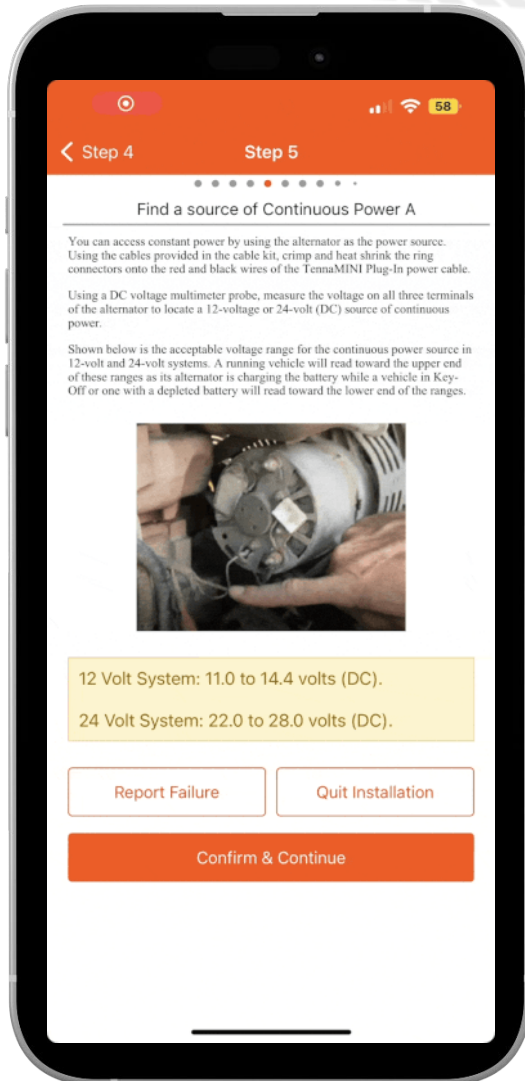 58
Step 4
Step 5
Find a source of Continuous Power A
You can access constant power by using the alternator as the power source.
Using the cables provided in the cable kit, crimp and heat shrink the ring
connectors onto the red and black wires of the TennaMINI Plug-In power cable.
Using a DC voltage multimeter probe, measure the voltage on all three terminals
of the alternator to locate a 12-voltage or 24-volt (DC) source of continuous
power.
Shown below is the acceptable voltage range for the continuous power source in
12-volt and 24-volt systems. A running vehicle will read toward the upper end
of these ranges as its alternator is charging the battery while a vehicle in Key-
Off or one with a depleted battery will read toward the lower end of the ranges.
12 Volt System: 11.0 to 14.4 volts (DC).
24 Volt System: 22.0 to 28.0 volts (DC).
Report Failure
Quit Installation
Confirm & Continue